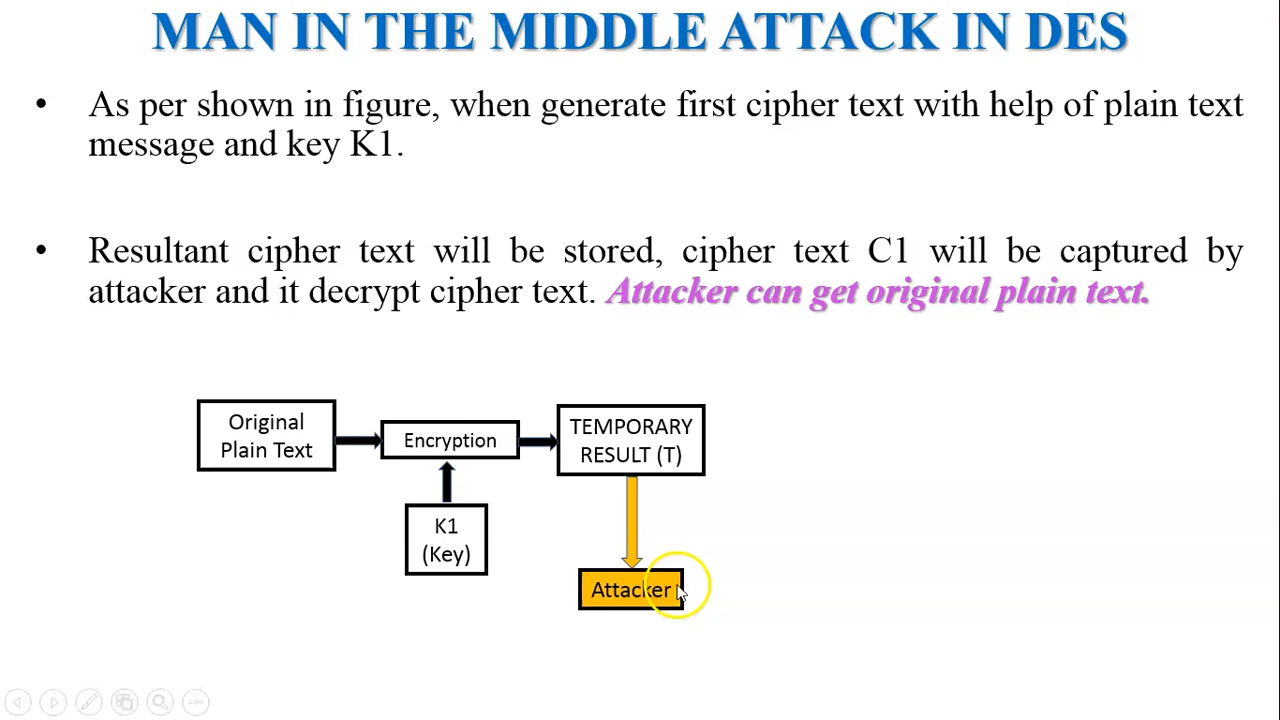 MAN IN THE MIDDLE ATTACK IN DES
• As per shown in figure, when generate first cipher text with help of plain text
message and key K1.
• Resultant cipher text will be stored, cipher text C1 will be captured by
attacker and it decrypt cipher text. Attacker can get original plain text.
Original
Plain Text
Encryption
TEMPORARY
RESULT (T)
K1
(Key)
Attacker